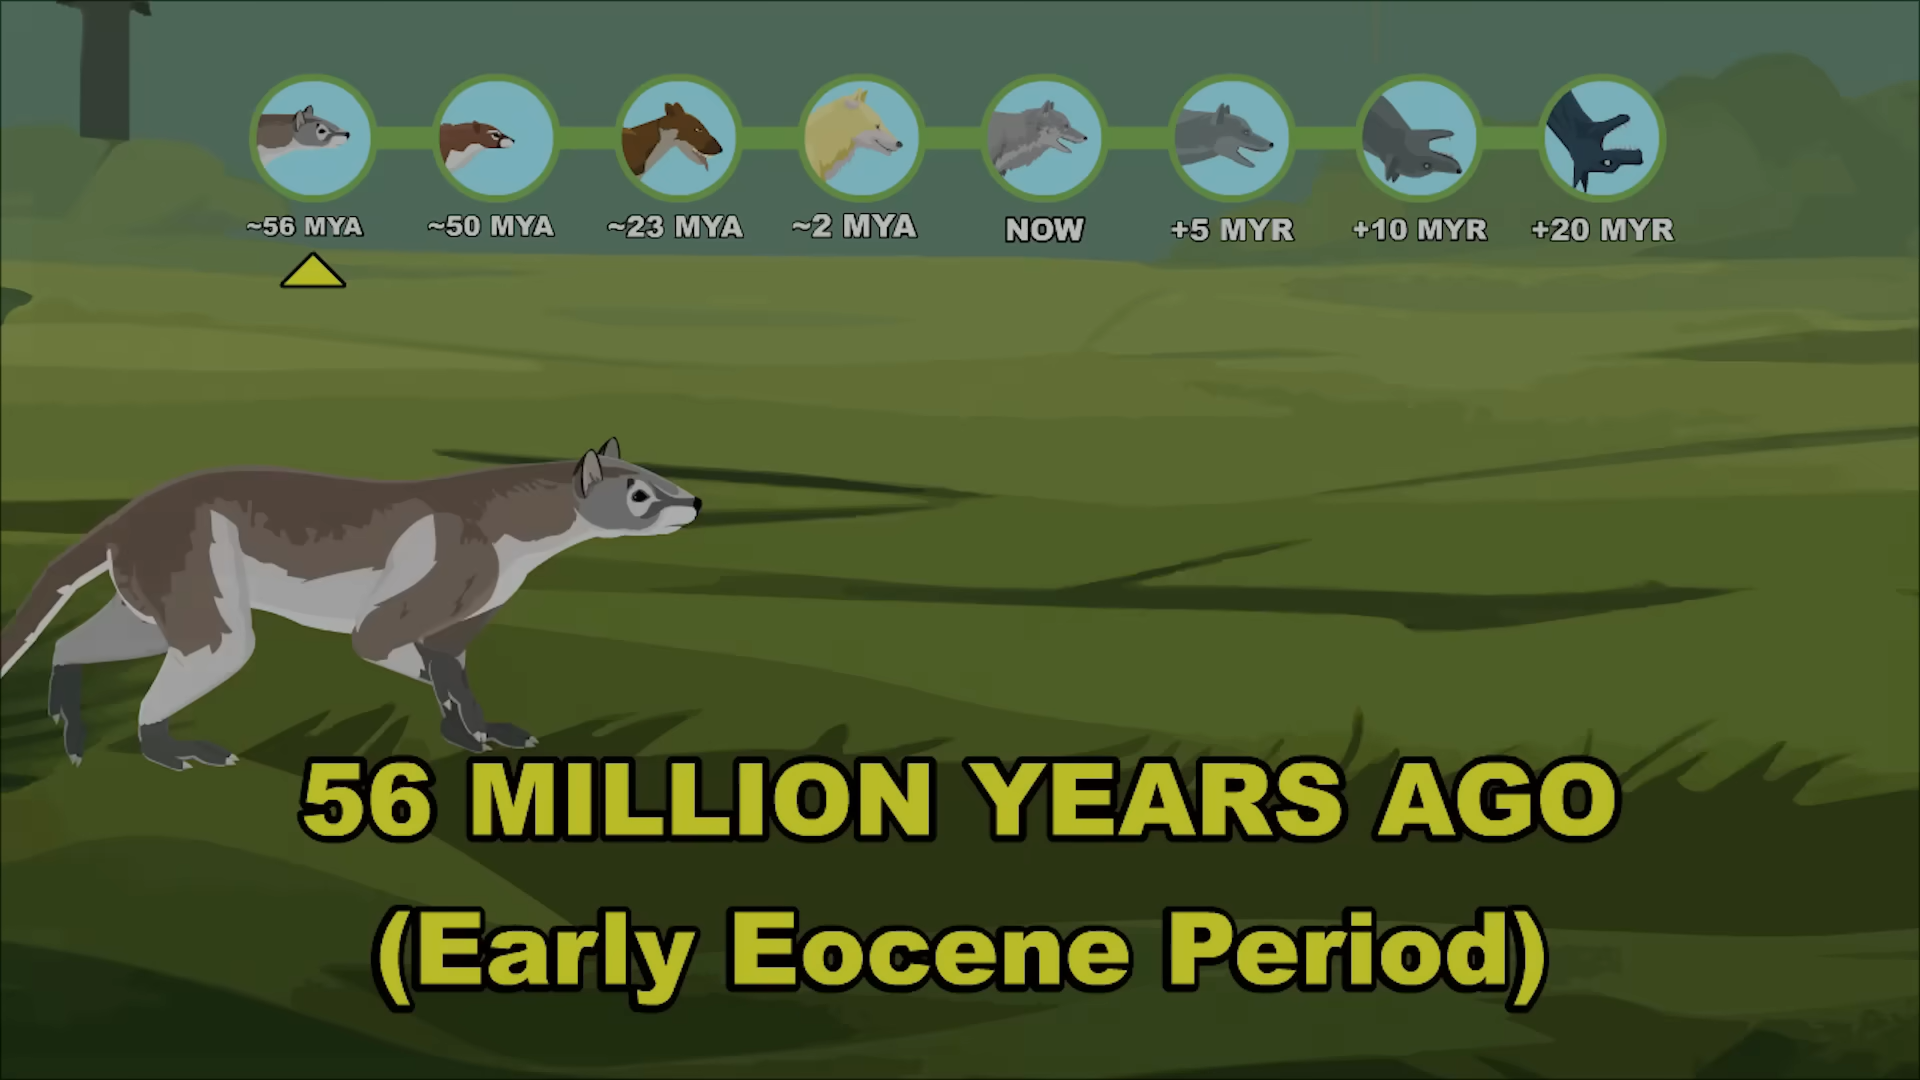 ~56 MYA
~50 MYA
~23 MYA
~2 MYA
NOW
+5 MYR
+10 MYR
+20 MYR
56 MILLION YEARS AGO
(Early Eocene Period)